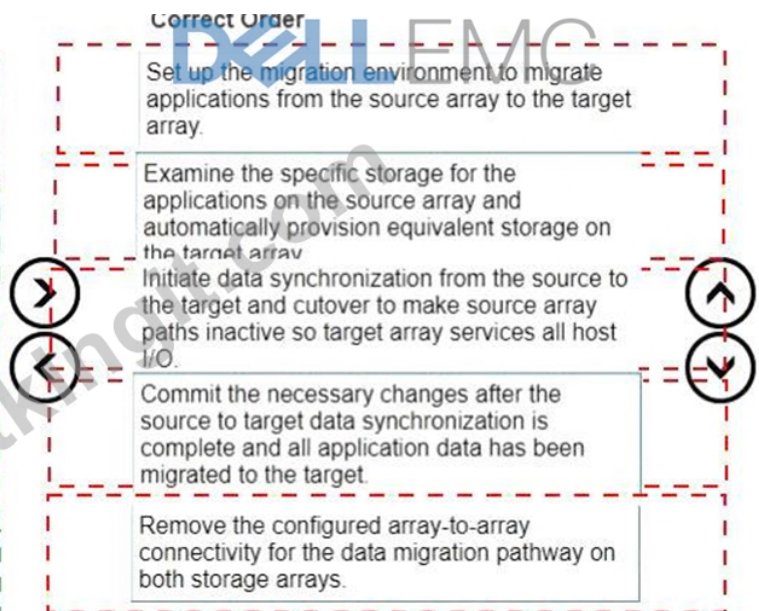 Correct Order
DELL EMC
Set up the migration environment to migrate
applications from the source array to the target
array.
Examine the specific storage for the
applications on the source array and
automatically provision equivalent storage on
the target array
Initiate data synchronization from the source to
the target and cutover to make source array
paths inactive so target array services all host
I/O.
Commit the necessary changes after the
source to target data synchronization is
complete and all application data has been
migrated to the target.
Remove the configured array-to-array
connectivity for the data migration pathway on
both storage arrays.